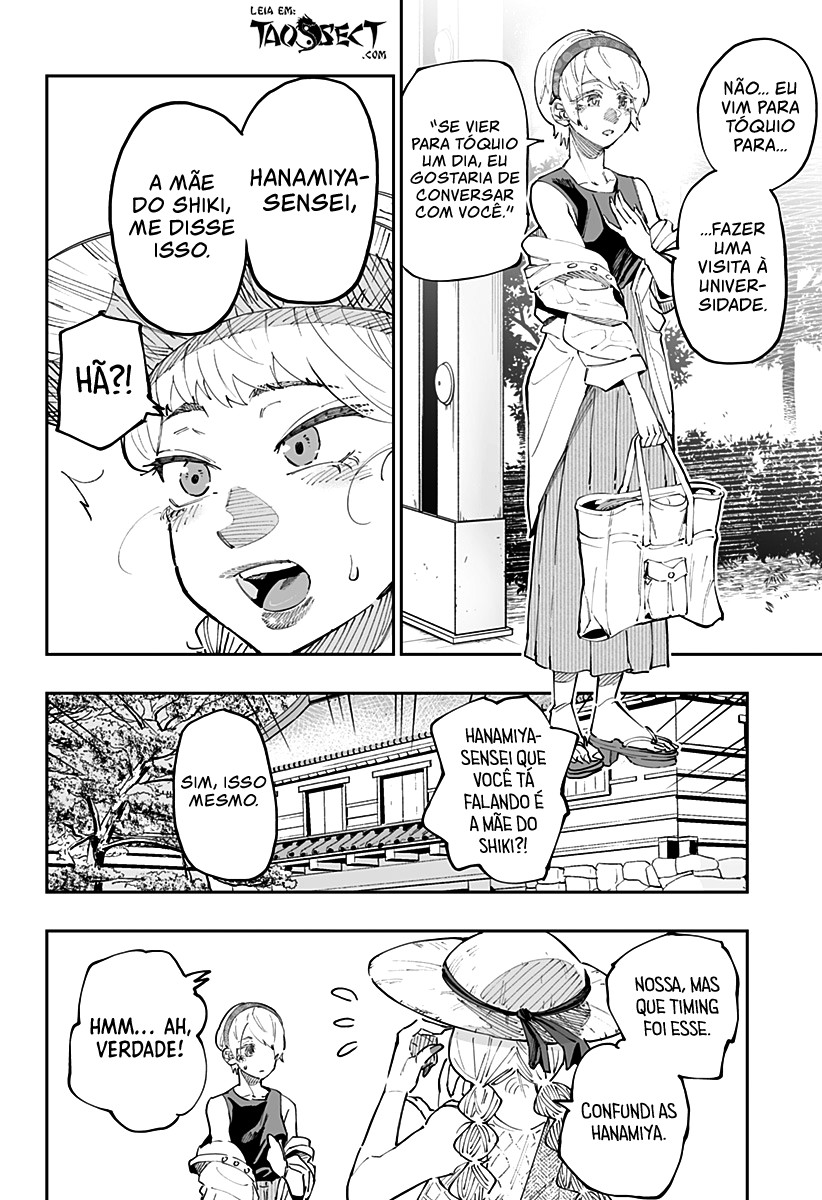 LEIA EM:
TAOSSECT
.COM
NÃO... EU
VIM PARA
TÓQUIO
PARA...
...FAZER
UMA
VISITA À
UNIVER-
SIDADE.
“SE VIER
PARA TÓQUIO
UM DIA, EU
GOSTARIA DE
CONVERSAR
COM VOCÊ.”
HANAMIYA-
SENSEI,
A MÃE
DO SHIKI,
ME DISSE
ISSO.
HÃ?!
HANAMIYA-
SENSEI QUE
VOCÊ TÁ
FALANDO É
A MÃE DO
SHIKI?!
SIM, ISSO
MESMO.
NOSSA, MAS
QUE TIMING
FOI ESSE.
CONFUNDI AS
HANAMIYA.
HMM... AH,
VERDADE!